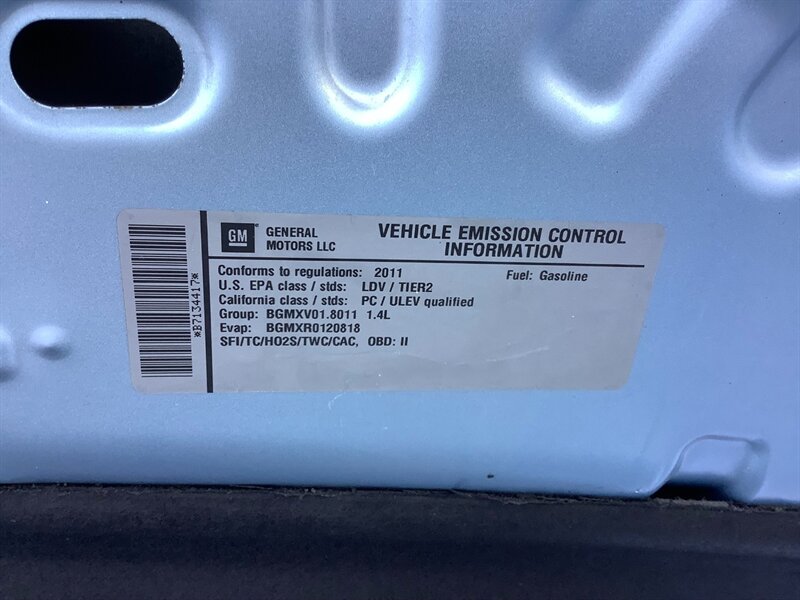 *B7134417*
GM
GENERAL
MOTORS LLC
VEHICLE EMISSION CONTROL
INFORMATION
Conforms to regulations: 2011 Fuel: Gasoline
U.S. EPA class / stds: LDV / TIER2
California class / stds: PC / ULEV qualified
Group: BGMXV01.8011 1.4L
Evap: BGMXR0120818
SFI/TC/HO2S/TWC/CAC, OBD: II